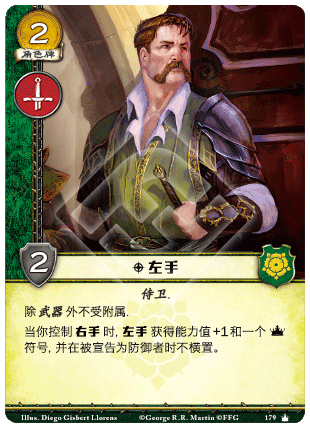 2
角色牌
2
左手
侍卫.
除 武器 外不受附属.
当你控制 右手 时, 左手 获得能力值+1和一个
符号, 并在被宣告为防御者时不横置.
Illus. Diego Gisbert Llorens ©George R.R. Martin ©FFG 179